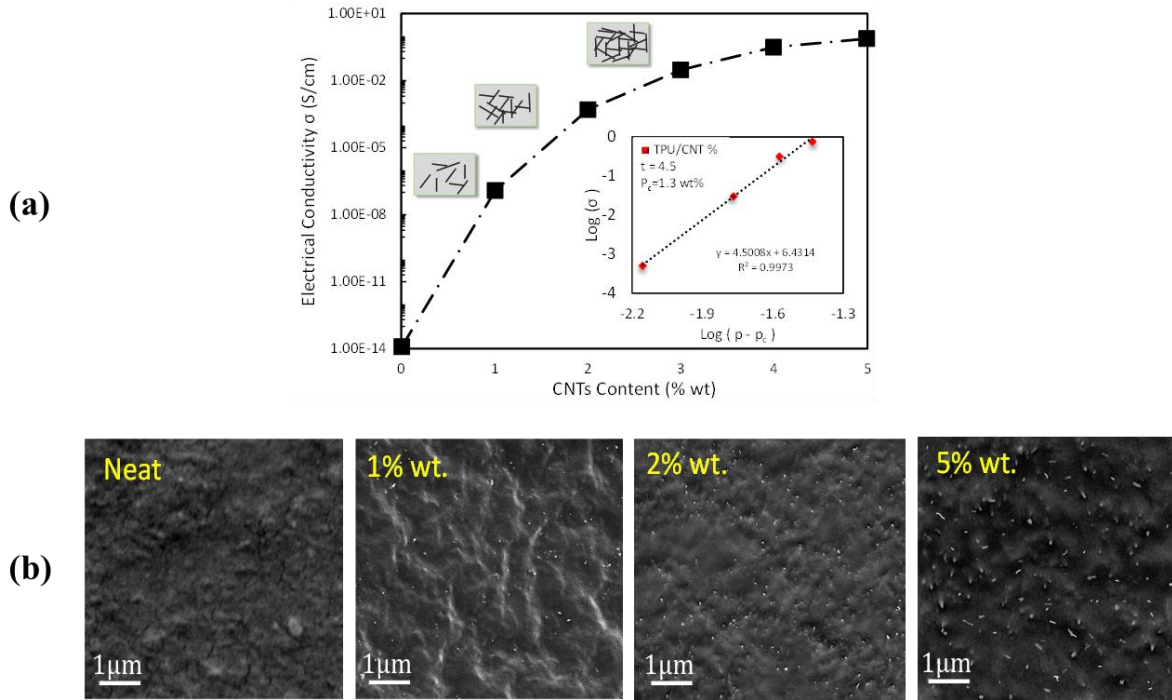 (a)
Electrical Conductivity σ (S/cm)
1.00E+01
1.00E-02
1.00E-05
1.00E-08
1.00E-11
1.00E-14
0 1 2 3 4 5
CNTs Content (% wt)
TPU/CNT %
t = 4.5
Pc=1.3 wt%
Log (σ )
0
-1
-2
-3
-4
y = 4.5008x + 6.4314
R² = 0.9973
-2.2 -1.9 -1.6 -1.3
Log ( p - pc )
(b)
Neat
1μm
1% wt.
1μm
2% wt.
1μm
5% wt.
1μm